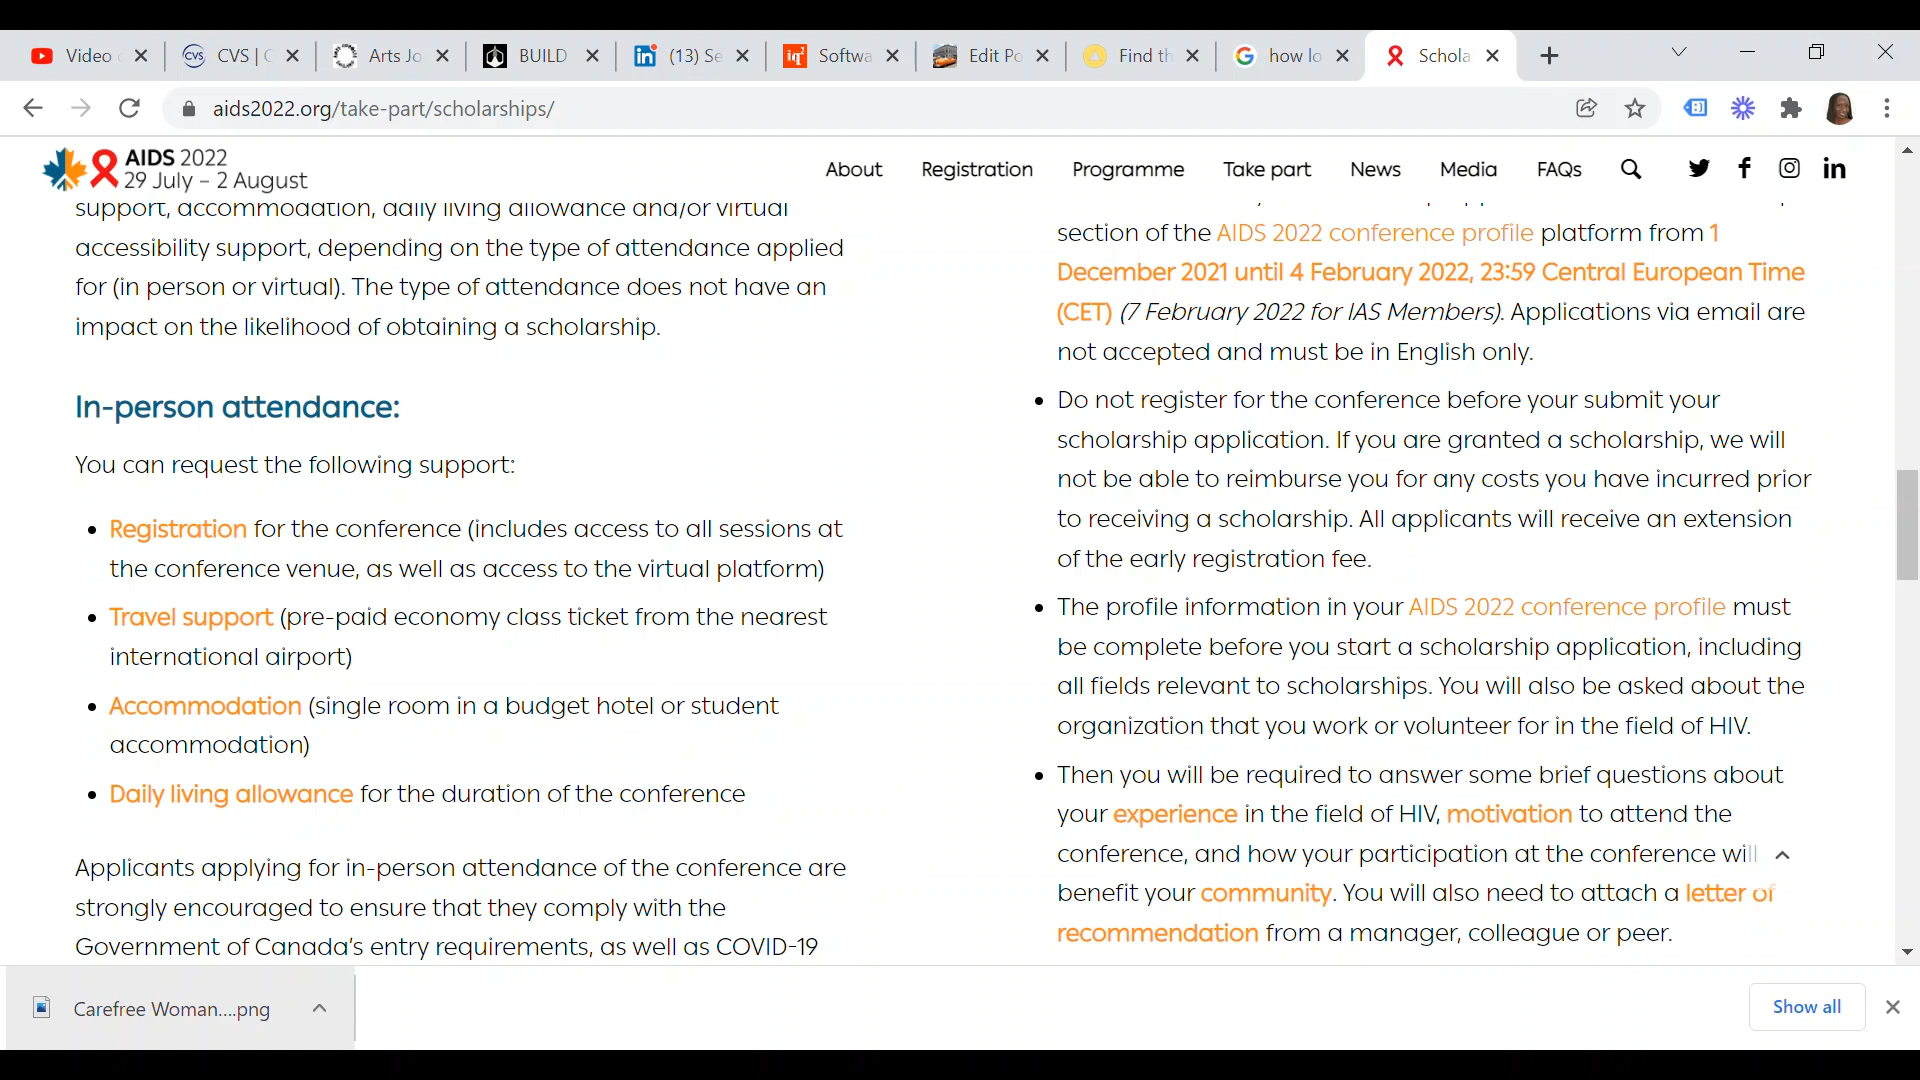 Video
CVS | C
Arts Jo
BUILD
(13) Se
Softwa
Edit Po
Find th
how lo
Schola
aids2022.org/take-part/scholarships/
AIDS 2022
29 July – 2 August
About
Registration
Programme
Take part
News
Media
FAQs
support, accommodation, daily living allowance and/or virtual
accessibility support, depending on the type of attendance applied
for (in person or virtual). The type of attendance does not have an
impact on the likelihood of obtaining a scholarship.
In-person attendance:
You can request the following support:
Registration for the conference (includes access to all sessions at
the conference venue, as well as access to the virtual platform)
Travel support (pre-paid economy class ticket from the nearest
international airport)
Accommodation (single room in a budget hotel or student
accommodation)
Daily living allowance for the duration of the conference
Applicants applying for in-person attendance of the conference are
strongly encouraged to ensure that they comply with the
Government of Canada's entry requirements, as well as COVID-19
section of the AIDS 2022 conference profile platform from 1
December 2021 until 4 February 2022, 23:59 Central European Time
(CET) (7 February 2022 for IAS Members). Applications via email are
not accepted and must be in English only.
Do not register for the conference before your submit your
scholarship application. If you are granted a scholarship, we will
not be able to reimburse you for any costs you have incurred prior
to receiving a scholarship. All applicants will receive an extension
of the early registration fee.
The profile information in your AIDS 2022 conference profile must
be complete before you start a scholarship application, including
all fields relevant to scholarships. You will also be asked about the
organization that you work or volunteer for in the field of HIV.
Then you will be required to answer some brief questions about
your experience in the field of HIV, motivation to attend the
conference, and how your participation at the conference will
benefit your community. You will also need to attach a letter of
recommendation from a manager, colleague or peer.
Carefree Woman....png
Show all